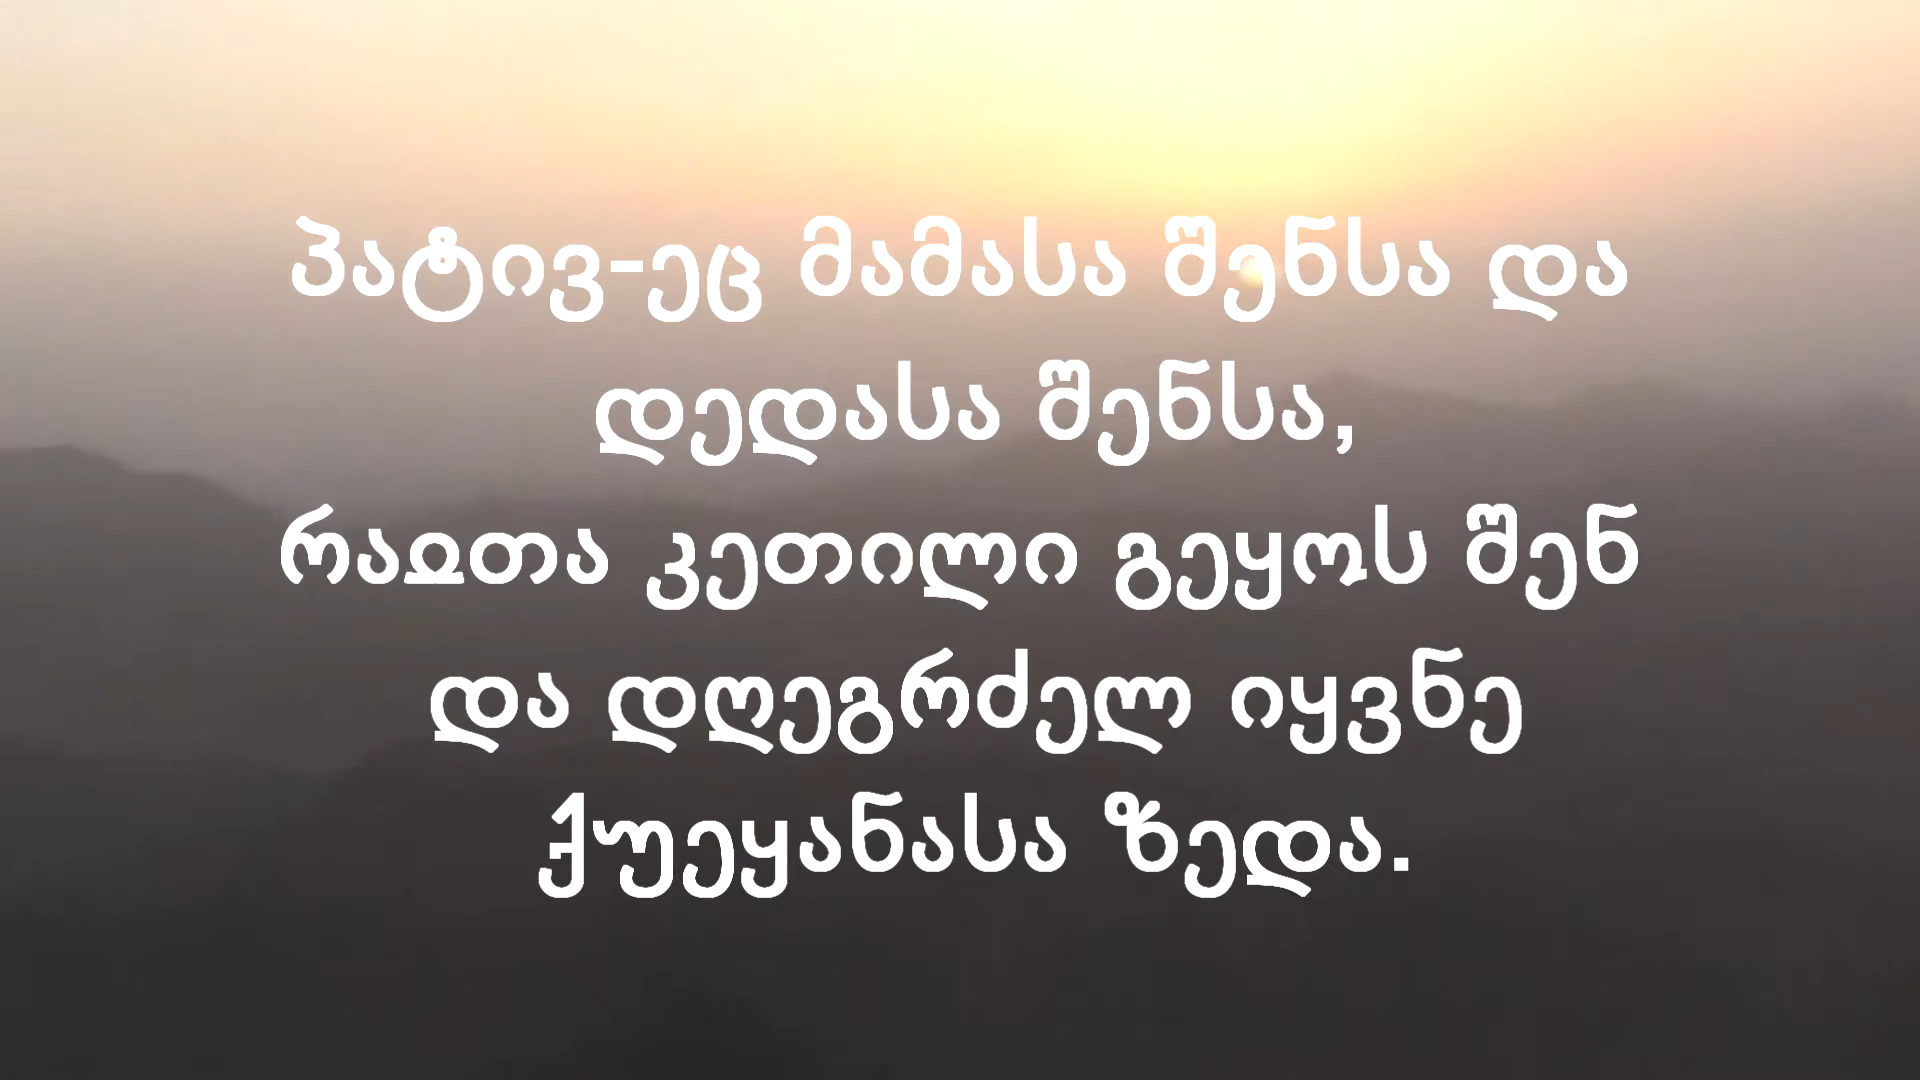 პატივ-ეც მამასა შენსა და
დედასა შენსა,
რაჲთა კეთილი გეყოს შენ
და დღეგრძელ იყვნე
ქუეყანასა ზედა.